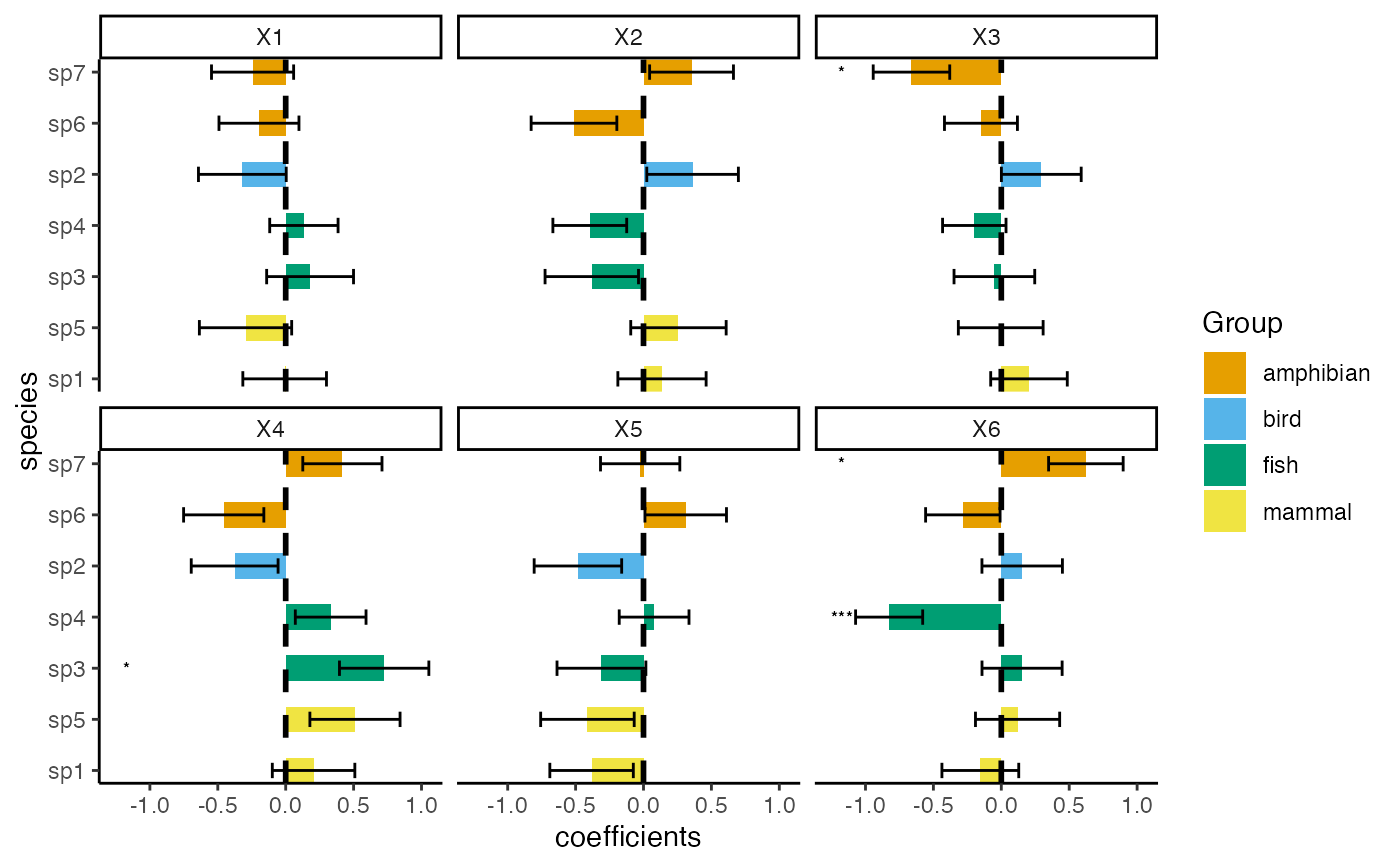 X1 X2 X3
sp7 *
sp6
sp2
sp4
sp3
sp5
sp1
species
X4 X5 X6
sp7 *
sp6
sp2
sp4 ***
sp3 *
sp5
sp1
-1.0 -0.5 0.0 0.5 1.0 -1.0 -0.5 0.0 0.5 1.0 -1.0 -0.5 0.0 0.5 1.0
coefficients
Group
amphibian
bird
fish
mammal